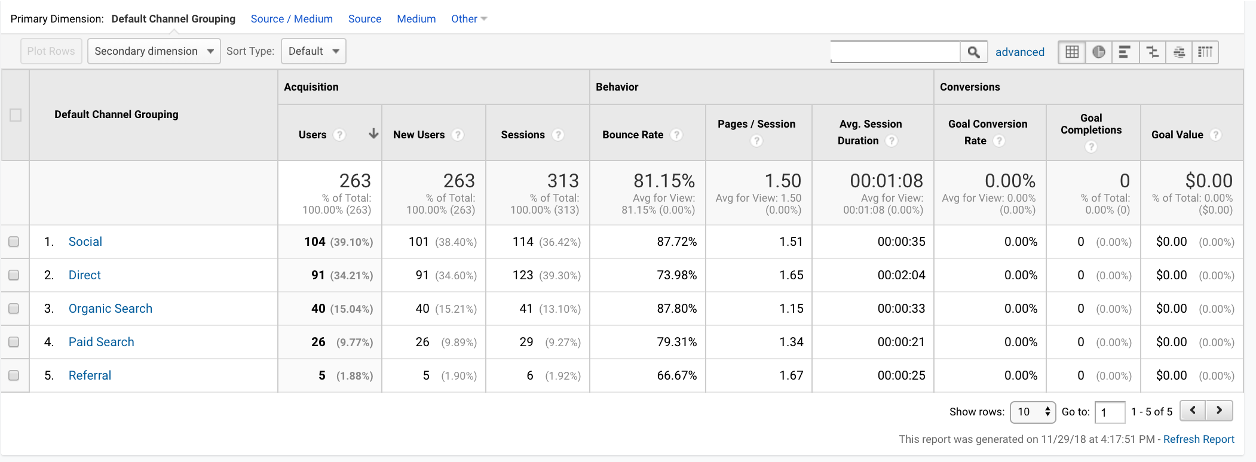 Primary Dimension: Default Channel Grouping Source / Medium Source Medium Other
Plot Rows Secondary dimension Sort Type: Default advanced
Acquisition Behavior Conversions
Default Channel Grouping Users ? New Users ? Sessions ? Bounce Rate ? Pages / Session ? Avg. Session Duration ? Goal Conversion Rate ? Goal Completions ? Goal Value ?
263 263 313 81.15% 1.50 00:01:08 0.00% 0 $0.00
% of Total: % of Total: % of Total: Avg for View: Avg for View: 1.50 Avg for View: Avg for View: 0.00% % of Total: % of Total: 0.00%
100.00% (263) 100.00% (263) 100.00% (313) 81.15% (0.00%) (0.00%) 00:01:08 (0.00%) (0.00%) 0.00% (0) ($0.00)
1. Social 104 (39.10%) 101 (38.40%) 114 (36.42%) 87.72% 1.51 00:00:35 0.00% 0 (0.00%) $0.00 (0.00%)
2. Direct 91 (34.21%) 91 (34.60%) 123 (39.30%) 73.98% 1.65 00:02:04 0.00% 0 (0.00%) $0.00 (0.00%)
3. Organic Search 40 (15.04%) 40 (15.21%) 41 (13.10%) 87.80% 1.15 00:00:33 0.00% 0 (0.00%) $0.00 (0.00%)
4. Paid Search 26 (9.77%) 26 (9.89%) 29 (9.27%) 79.31% 1.34 00:00:21 0.00% 0 (0.00%) $0.00 (0.00%)
5. Referral 5 (1.88%) 5 (1.90%) 6 (1.92%) 66.67% 1.67 00:00:25 0.00% 0 (0.00%) $0.00 (0.00%)
Show rows: 10 Go to: 1 1 - 5 of 5
This report was generated on 11/29/18 at 4:17:51 PM - Refresh Report